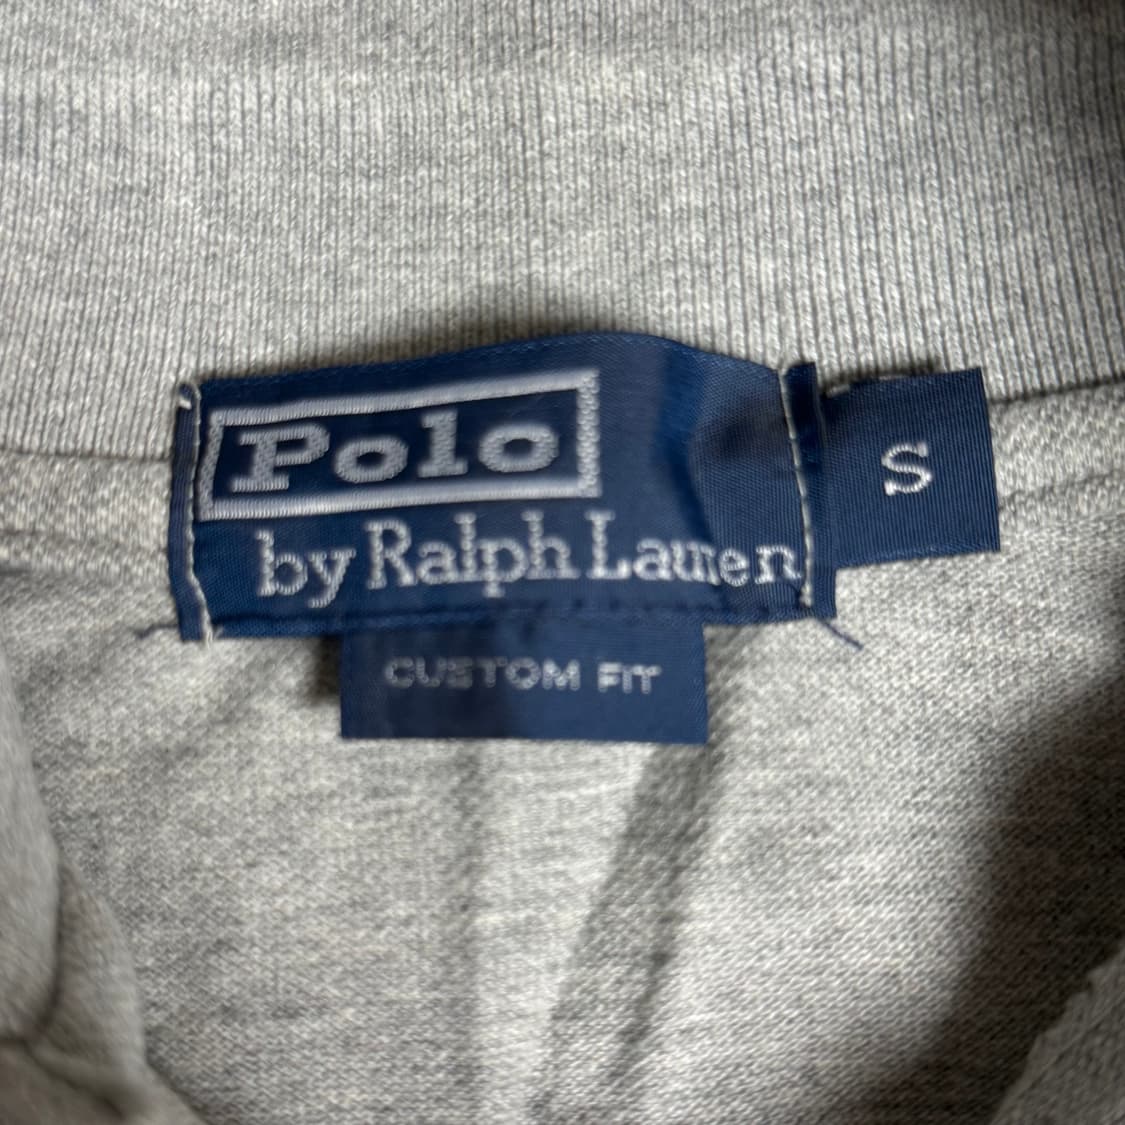 Polo
by Ralph Lauren
S
CUSTOM FIT